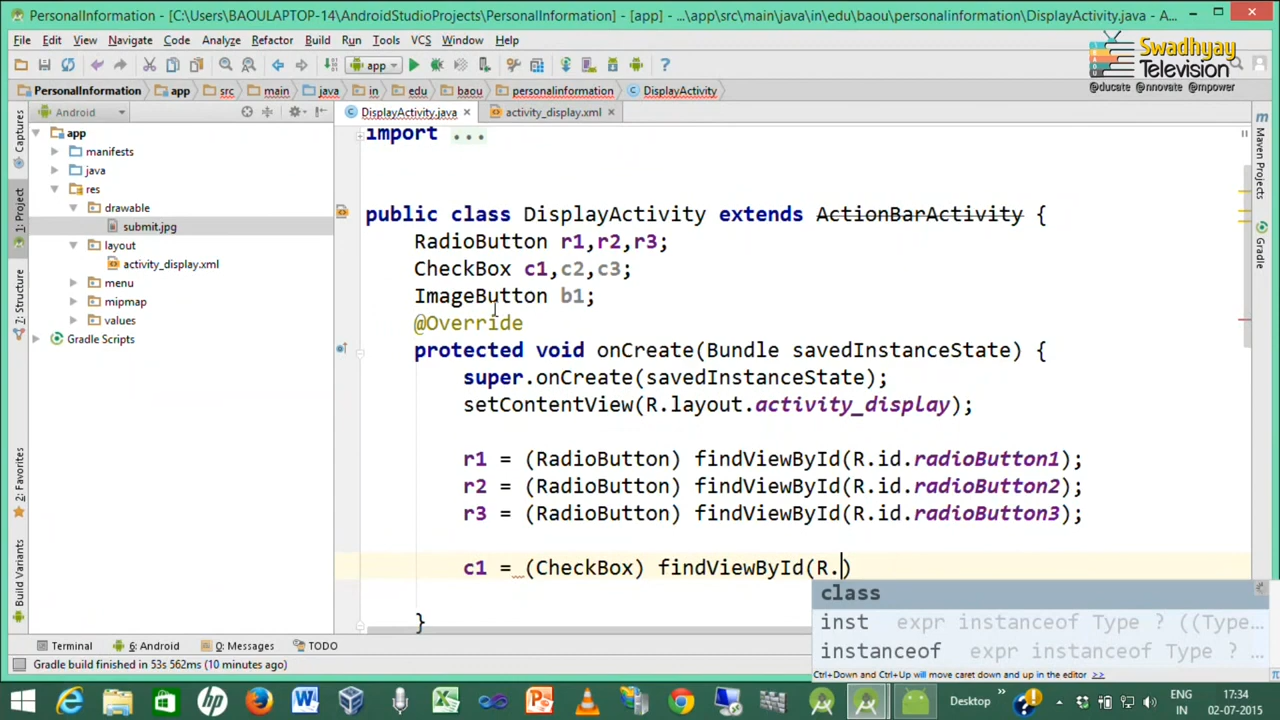 PersonalInformation - [C:\Users\BAOULAPTOP-14\AndroidStudioProjects\PersonalInformation] - [app] - ...\app\src\main\java\in\edu\baou\personalinformation\DisplayActivity.java - A...
File Edit View Navigate Code Analyze Refactor Build Run Tools VCS Window Help
Swadhyay
Television
@ducate @nnovate @mpower
app
PersonalInformation app src main java in edu baou personalinformation DisplayActivity
Android
DisplayActivity.java
activity_display.xml
app
manifests
java
res
drawable
submit.jpg
layout
activity_display.xml
menu
mipmap
values
Gradle Scripts
Captures
1: Project
7: Structure
2: Favorites
Build Variants
Maven Projects
Gradle
import ...
public class DisplayActivity extends ActionBarActivity {
RadioButton r1,r2,r3;
CheckBox c1,c2,c3;
ImageButton b1;
@Override
protected void onCreate(Bundle savedInstanceState) {
super.onCreate(savedInstanceState);
setContentView(R.layout.activity_display);
r1 = (RadioButton) findViewById(R.id.radioButton1);
r2 = (RadioButton) findViewById(R.id.radioButton2);
r3 = (RadioButton) findViewById(R.id.radioButton3);
c1 = (CheckBox) findViewById(R.)
class
inst expr instanceof Type ? ((Type...
instanceof expr instanceof Type ? ...
Ctrl+Down and Ctrl+Up will move caret down and up in the editor >>
}
Terminal 6: Android 0: Messages TODO
Gradle build finished in 53s 562ms (10 minutes ago)
Desktop
ENG
IN
17:34
02-07-2015